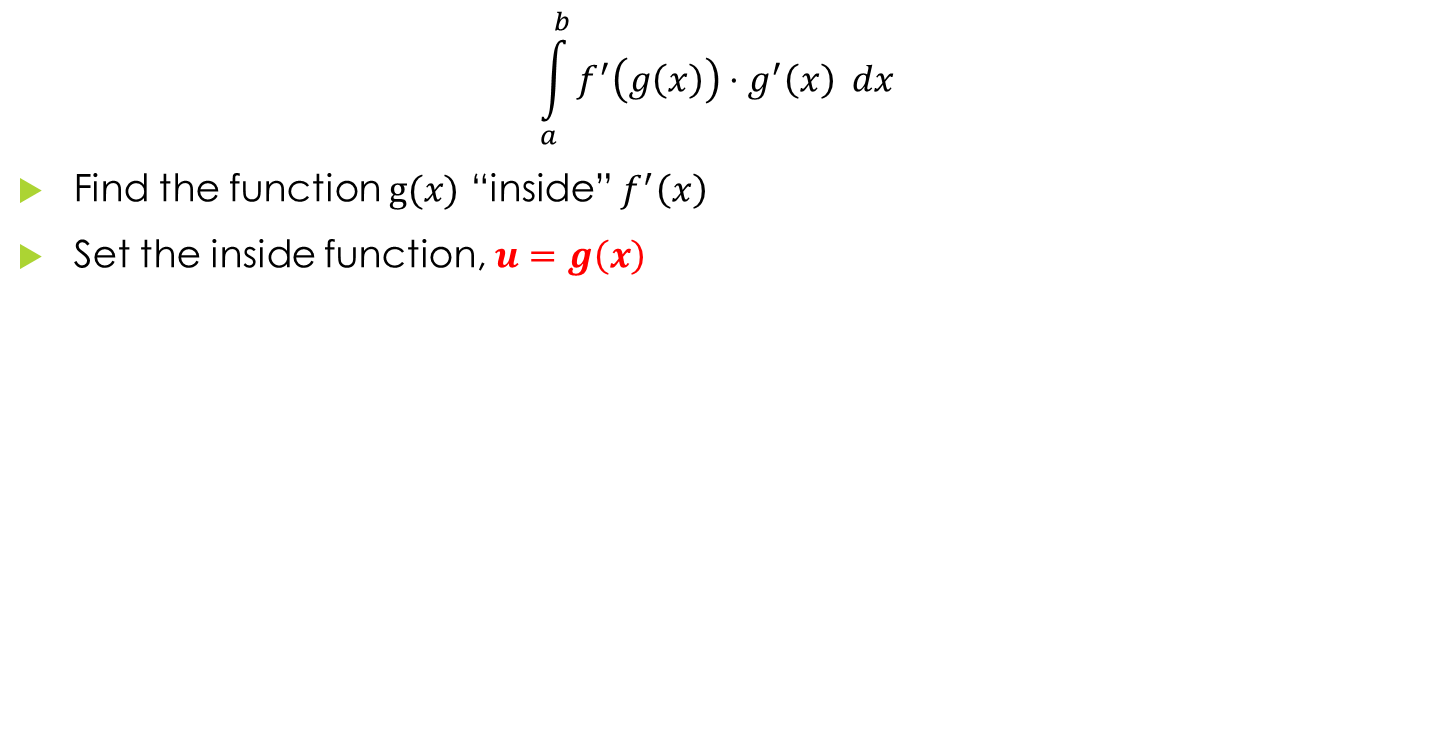 b
∫ f′(g(x)) · g′(x) dx
a
Find the function g(x) “inside” f′(x)
Set the inside function, u = g(x)